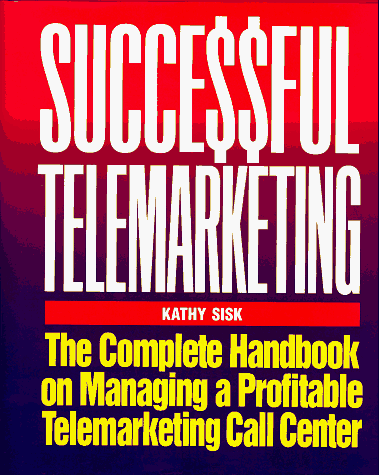 SUCCE$$FUL
TELEMARKETING
KATHY SISK
The Complete Handbook
on Managing a Profitable
Telemarketing Call Center